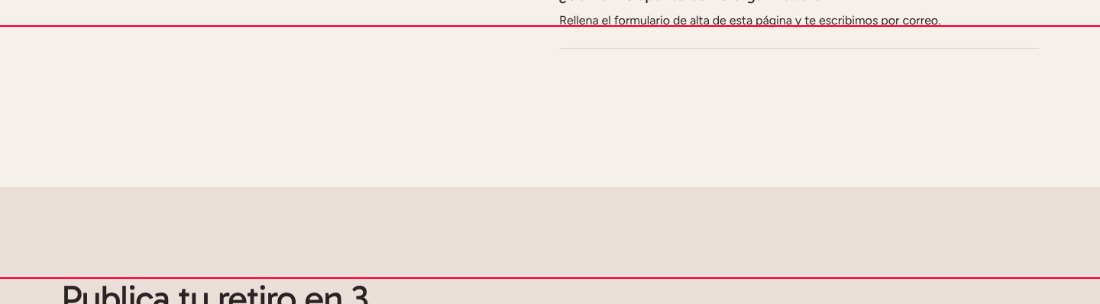 Rellena el formulario de alta de esta página y te escribimos por correo.
Publica tu retiro en 3